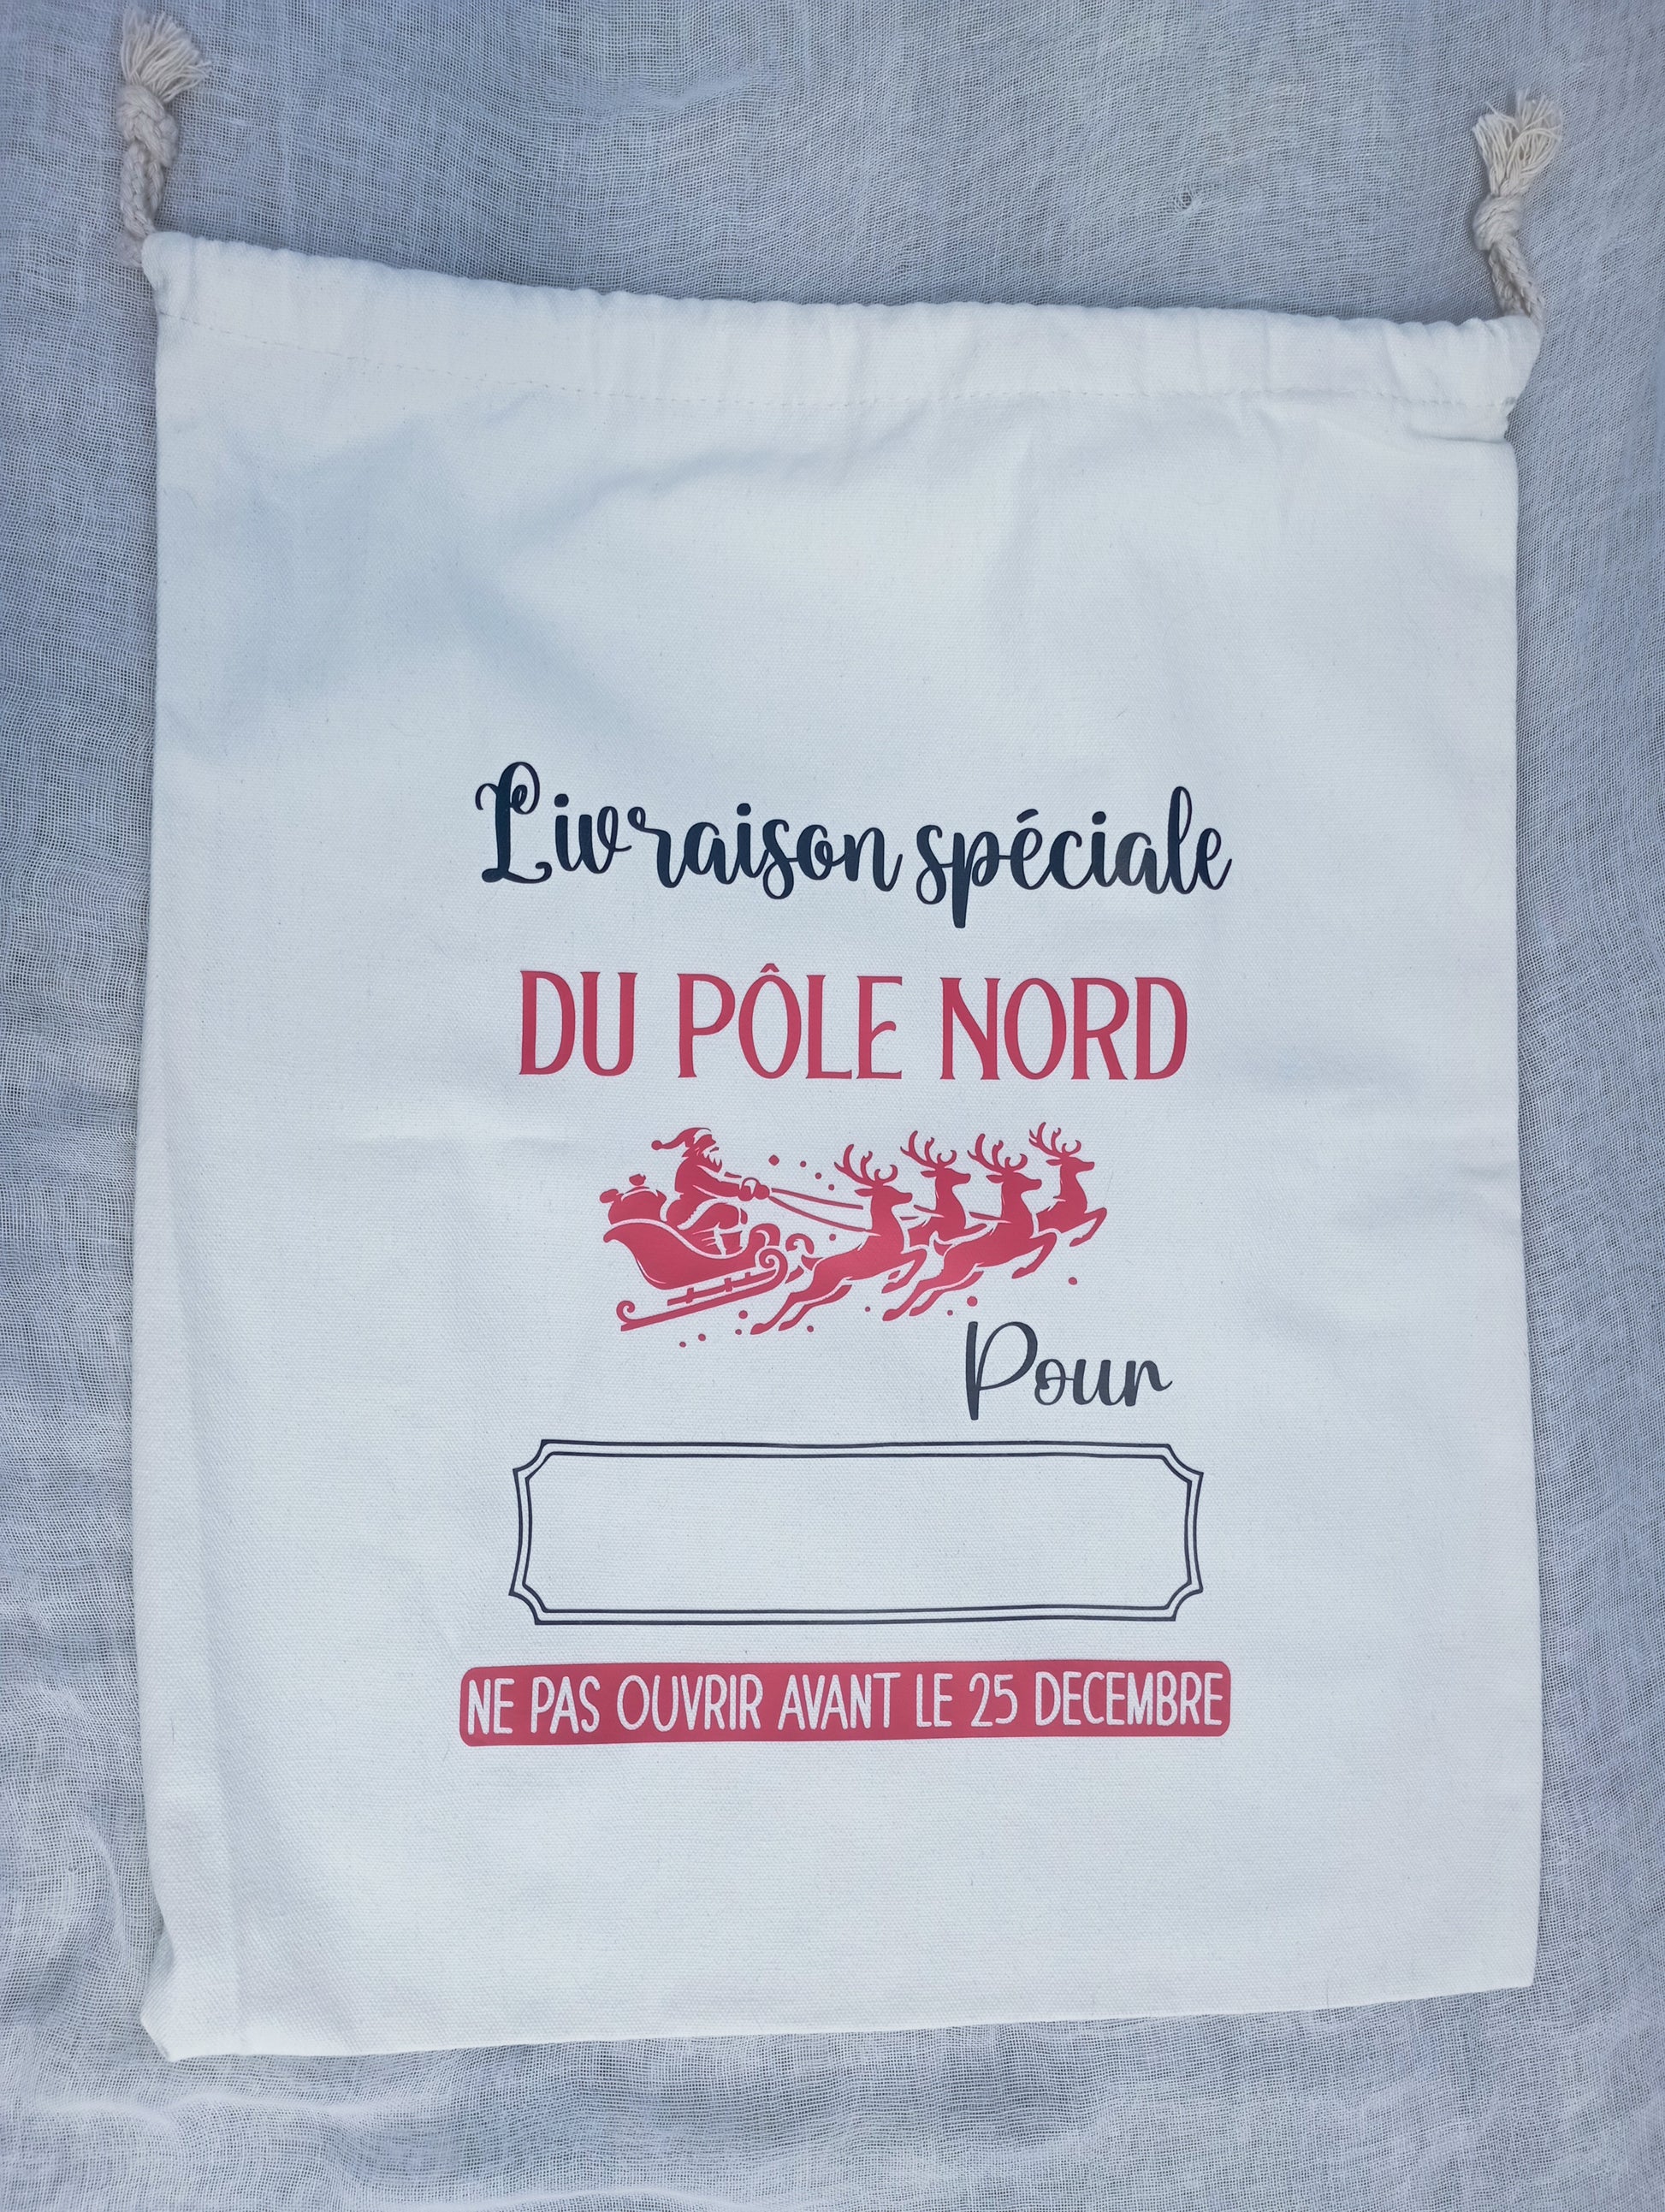 Livraison spéciale
DU PÔLE NORD
Pour
NE PAS OUVRIR AVANT LE 25 DECEMBRE